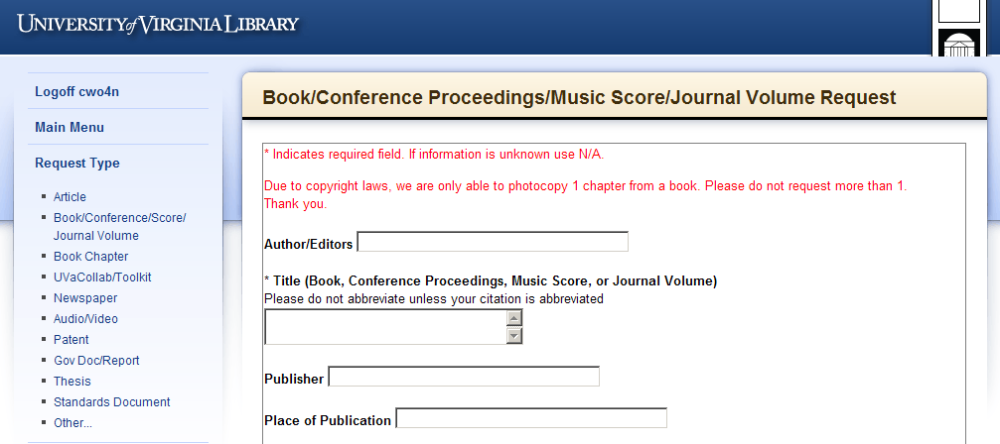 UNIVERSITY of VIRGINIA LIBRARY
Logoff cwo4n
Main Menu
Request Type
Article
Book/Conference/Score/
Journal Volume
Book Chapter
UVaCollab/Toolkit
Newspaper
Audio/Video
Patent
Gov Doc/Report
Thesis
Standards Document
Other...
Book/Conference Proceedings/Music Score/Journal Volume Request
* Indicates required field. If information is unknown use N/A.
Due to copyright laws, we are only able to photocopy 1 chapter from a book. Please do not request more than 1.
Thank you.
Author/Editors
* Title (Book, Conference Proceedings, Music Score, or Journal Volume)
Please do not abbreviate unless your citation is abbreviated
Publisher
Place of Publication